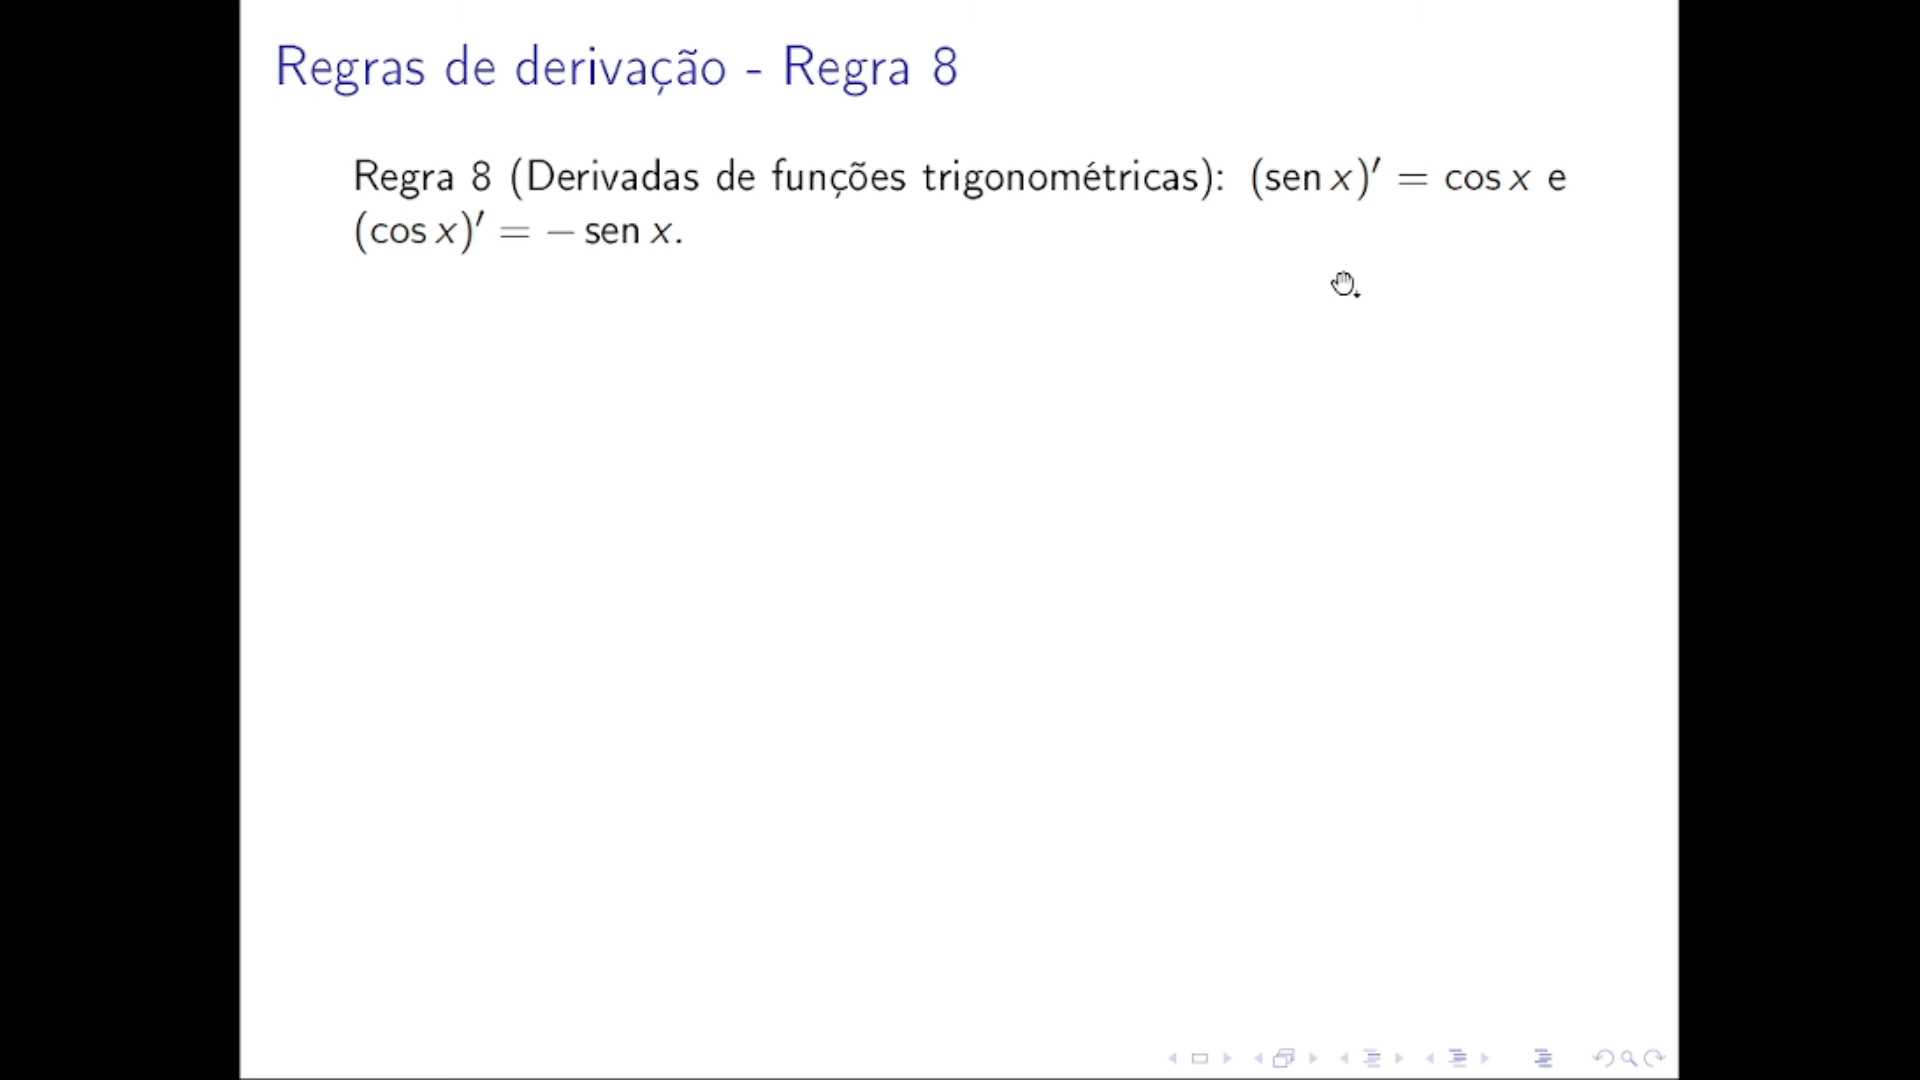 Regras de derivação - Regra 8
Regra 8 (Derivadas de funções trigonométricas): (sen x)′ = cos x e
(cos x)′ = − sen x.